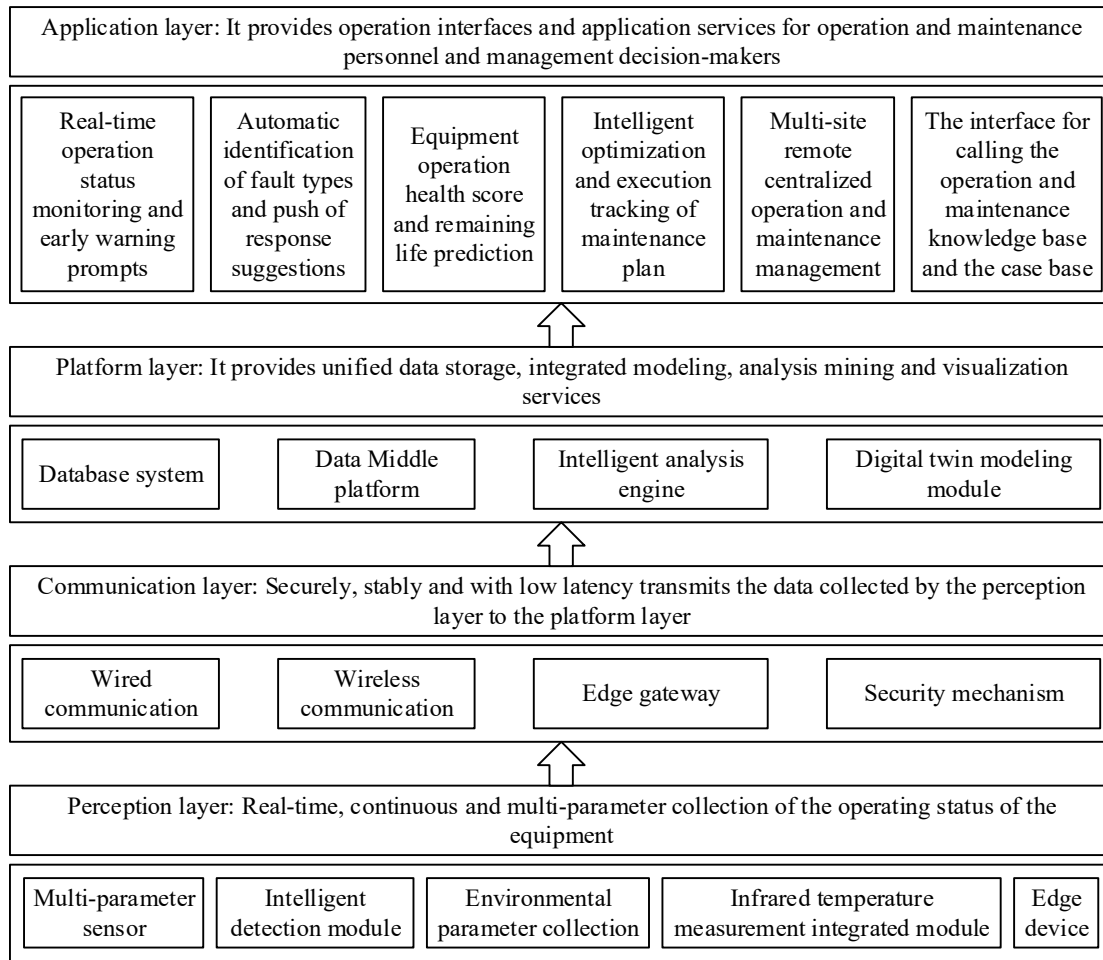 Application layer: It provides operation interfaces and application services for operation and maintenance
personnel and management decision-makers
Real-time
operation
status
monitoring and
early warning
prompts
Automatic
identification
of fault types
and push of
response
suggestions
Equipment
operation
health score
and remaining
life prediction
Intelligent
optimization
and execution
tracking of
maintenance
plan
Multi-site
remote
centralized
operation and
maintenance
management
The interface for
calling the
operation and
maintenance
knowledge base
and the case base
Platform layer: It provides unified data storage, integrated modeling, analysis mining and visualization
services
Database system
Data Middle
platform
Intelligent analysis
engine
Digital twin modeling
module
Communication layer: Securely, stably and with low latency transmits the data collected by the perception
layer to the platform layer
Wired
communication
Wireless
communication
Edge gateway
Security mechanism
Perception layer: Real-time, continuous and multi-parameter collection of the operating status of the
equipment
Multi-parameter
sensor
Intelligent
detection module
Environmental
parameter collection
Infrared temperature
measurement integrated module
Edge
device